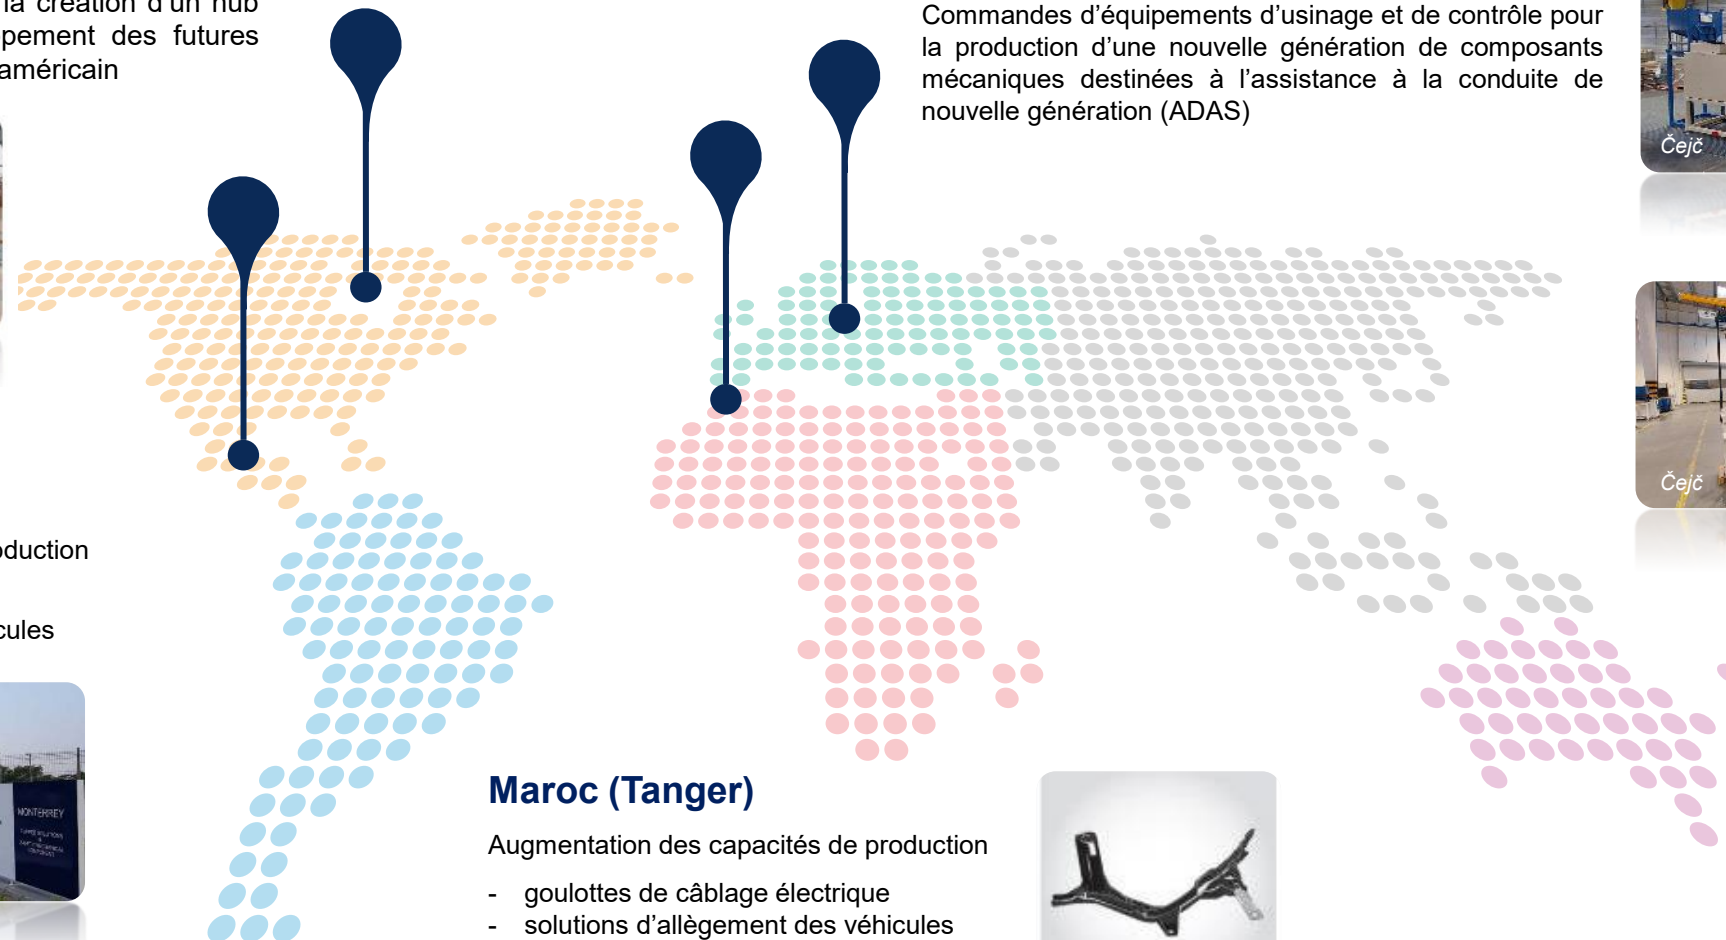 la création d'un hub
ppement des futures
américain
Commandes d'équipements d'usinage et de contrôle pour
la production d'une nouvelle génération de composants
mécaniques destinées à l'assistance à la conduite de
nouvelle génération (ADAS)
Čejč
Čejč
oduction
cules
MONTERREY
Maroc (Tanger)
Augmentation des capacités de production
- goulottes de câblage électrique
- solutions d'allègement des véhicules